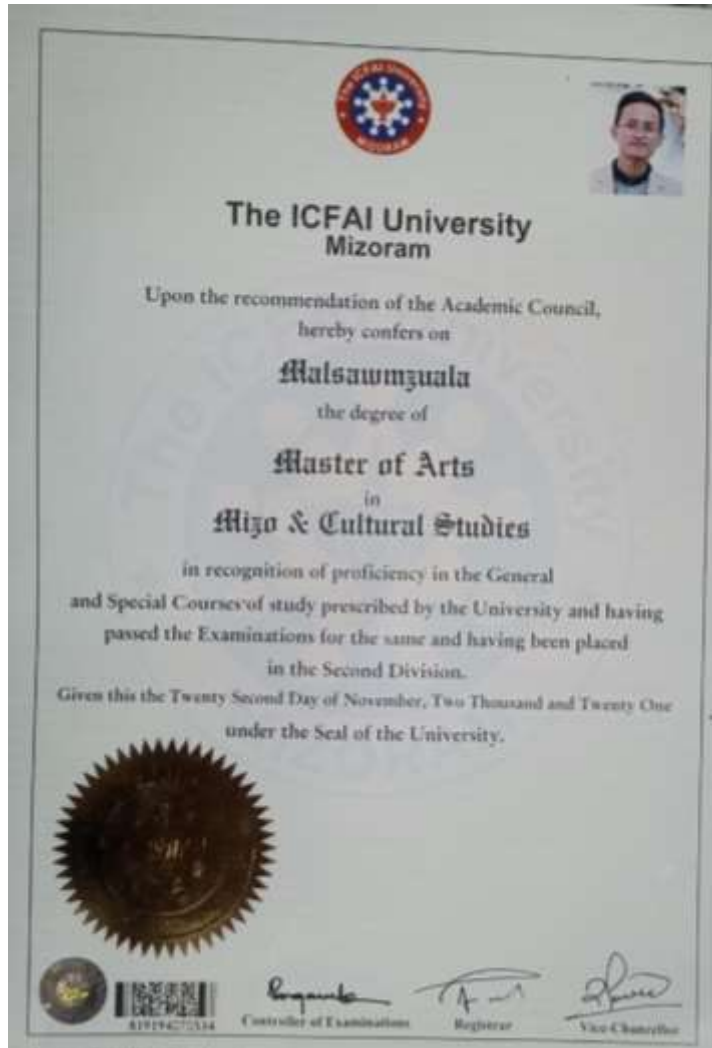 The ICFAI University
MIZORAM
The ICFAI University
Mizoram
Upon the recommendation of the Academic Council,
hereby confers on
Malsawmzuala
the degree of
Master of Arts
in
Mizo & Cultural Studies
in recognition of proficiency in the General
and Special Courses of study prescribed by the University and having
passed the Examinations for the same and having been placed
in the Second Division.
Given this the Twenty Second Day of November, Two Thousand and Twenty One
under the Seal of the University.
Controller of Examinations
Registrar
Vice-Chancellor